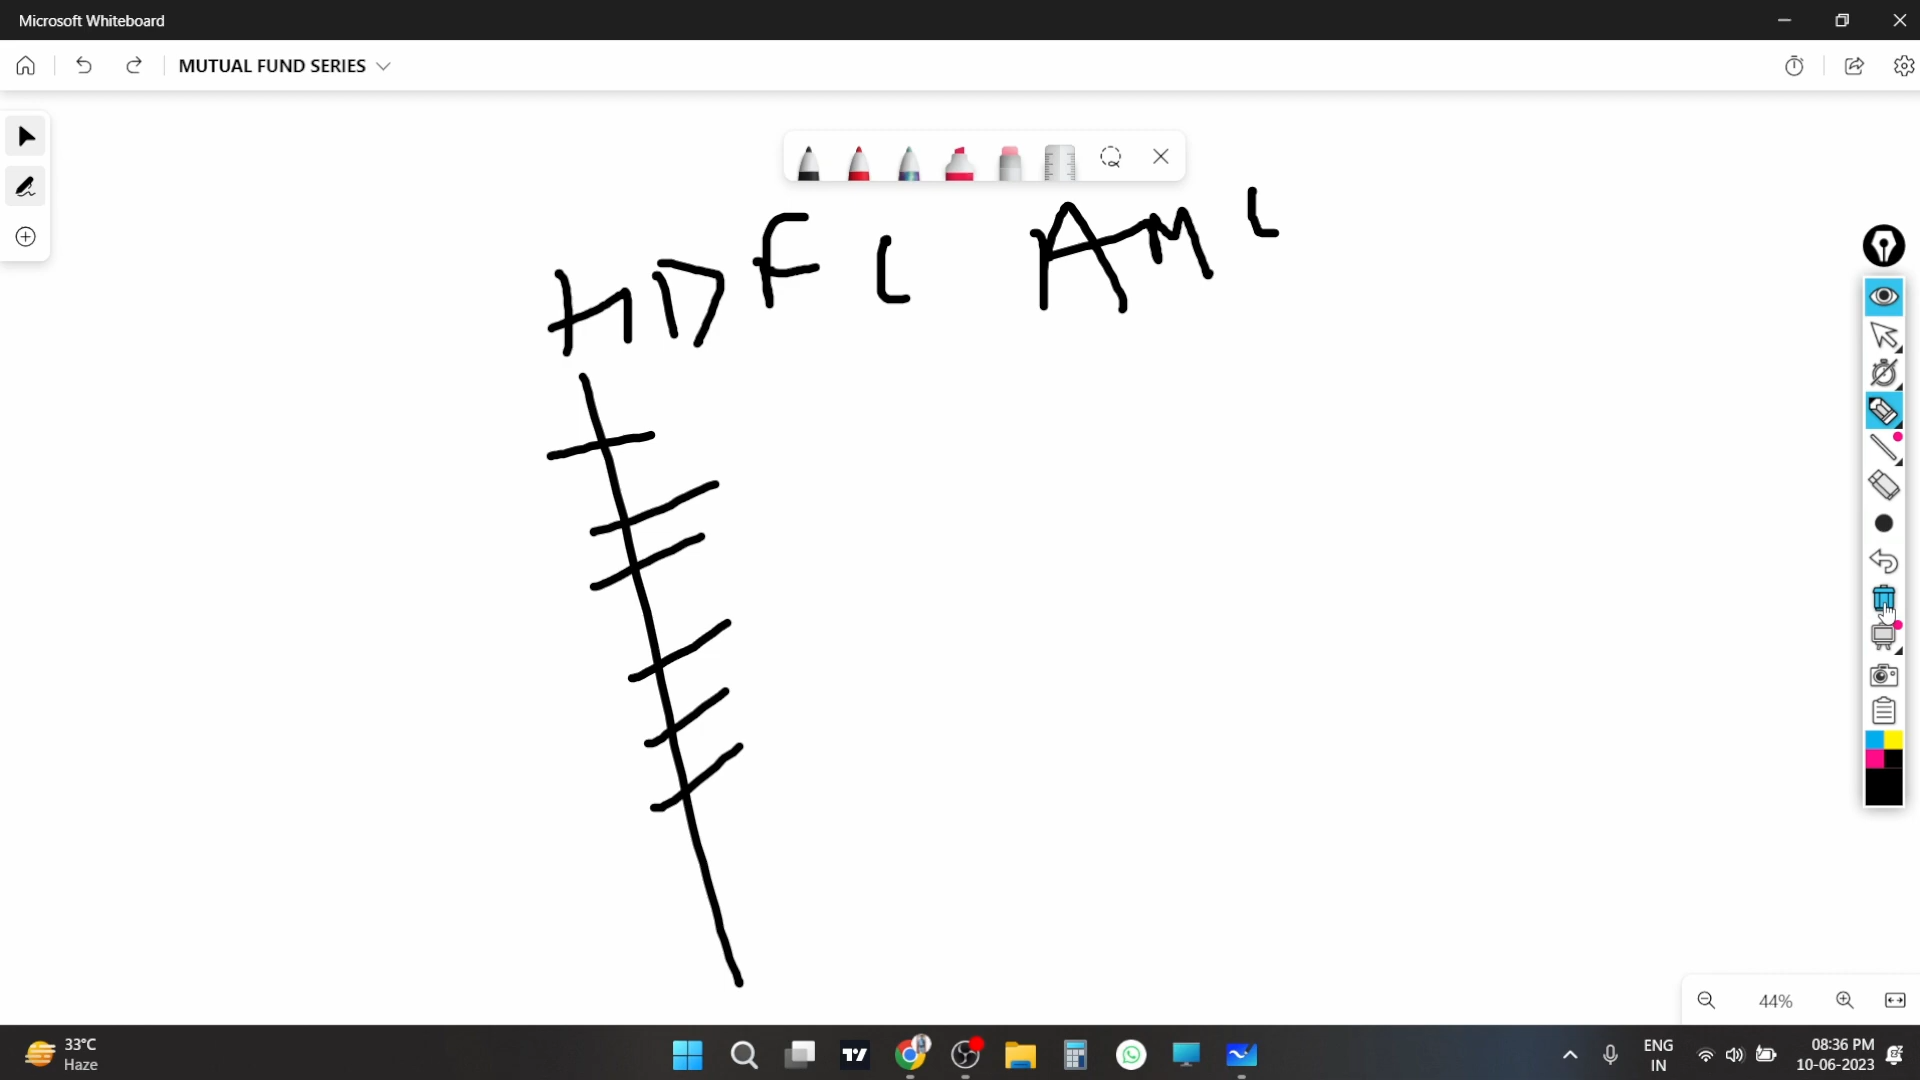 Microsoft Whiteboard
MUTUAL FUND SERIES
HDFC AMC
44%
33°C
Haze
ENG
IN
08:36 PM
10-06-2023